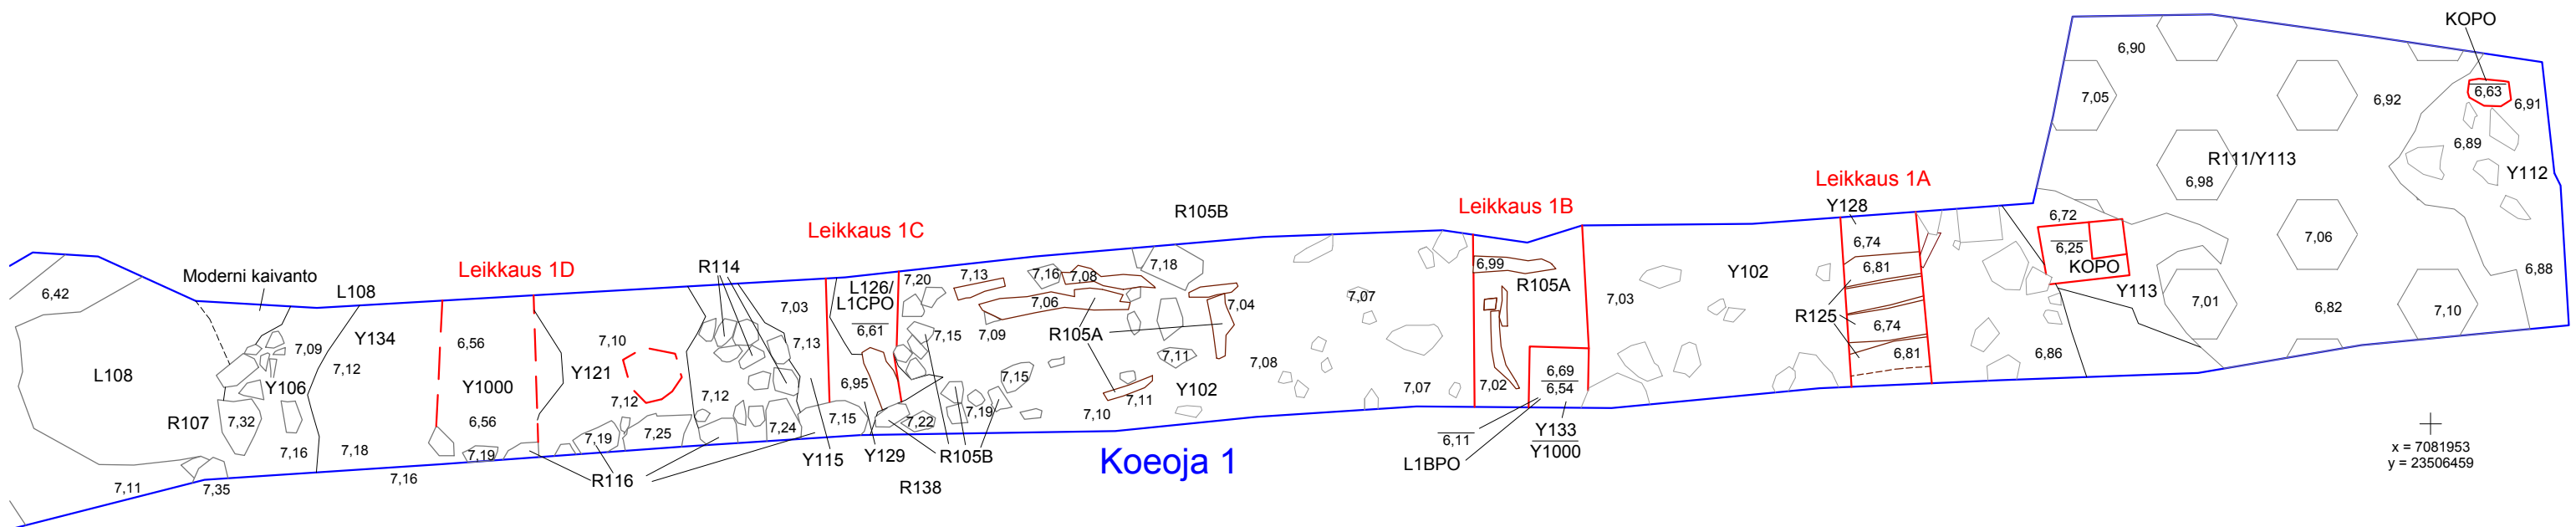 KOPO
6,90
6,63
7,05
6,92
6,91
6,89
R111/Y113
Y112
6,98
Leikkaus 1A
Leikkaus 1B
R105B
Y128
6,72
Leikkaus 1C
6,74
6,25
7,06
KOPO
6,88
Leikkaus 1D
R114
7,18
6,99
6,81
Moderni kaivanto
7,20
7,13
7,16
7,08
R105A
Y102
Y113
6,42
L108
L126/
L1CPO
7,03
7,06
7,04
7,07
7,03
R125
7,01
6,82
7,10
6,61
6,74
Y134
6,56
7,10
7,13
7,15
7,09
R105A
7,09
7,12
7,11
7,08
6,81
6,86
L108
Y121
Y106
Y1000
6,95
7,15
Y102
7,07
7,02
6,69
6,54
7,12
7,12
7,11
7,19
7,10
R107
7,32
6,56
7,15
7,22
7,24
7,25
7,19
6,11
Y133
Y1000
x = 7081953
y = 23506459
7,16
7,18
7,19
Y115
Y129
R105B
L1BPO
Koeoja 1
R116
7,16
R138
7,11
7,35